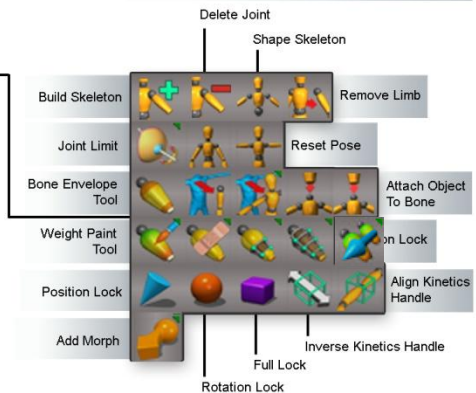 Delete Joint
Shape Skeleton
Build Skeleton
Remove Limb
Joint Limit
Reset Pose
Bone Envelope
Tool
Attach Object
To Bone
Weight Paint
Tool
on Lock
Position Lock
Align Kinetics
Handle
Add Morph
Inverse Kinetics Handle
Full Lock
Rotation Lock